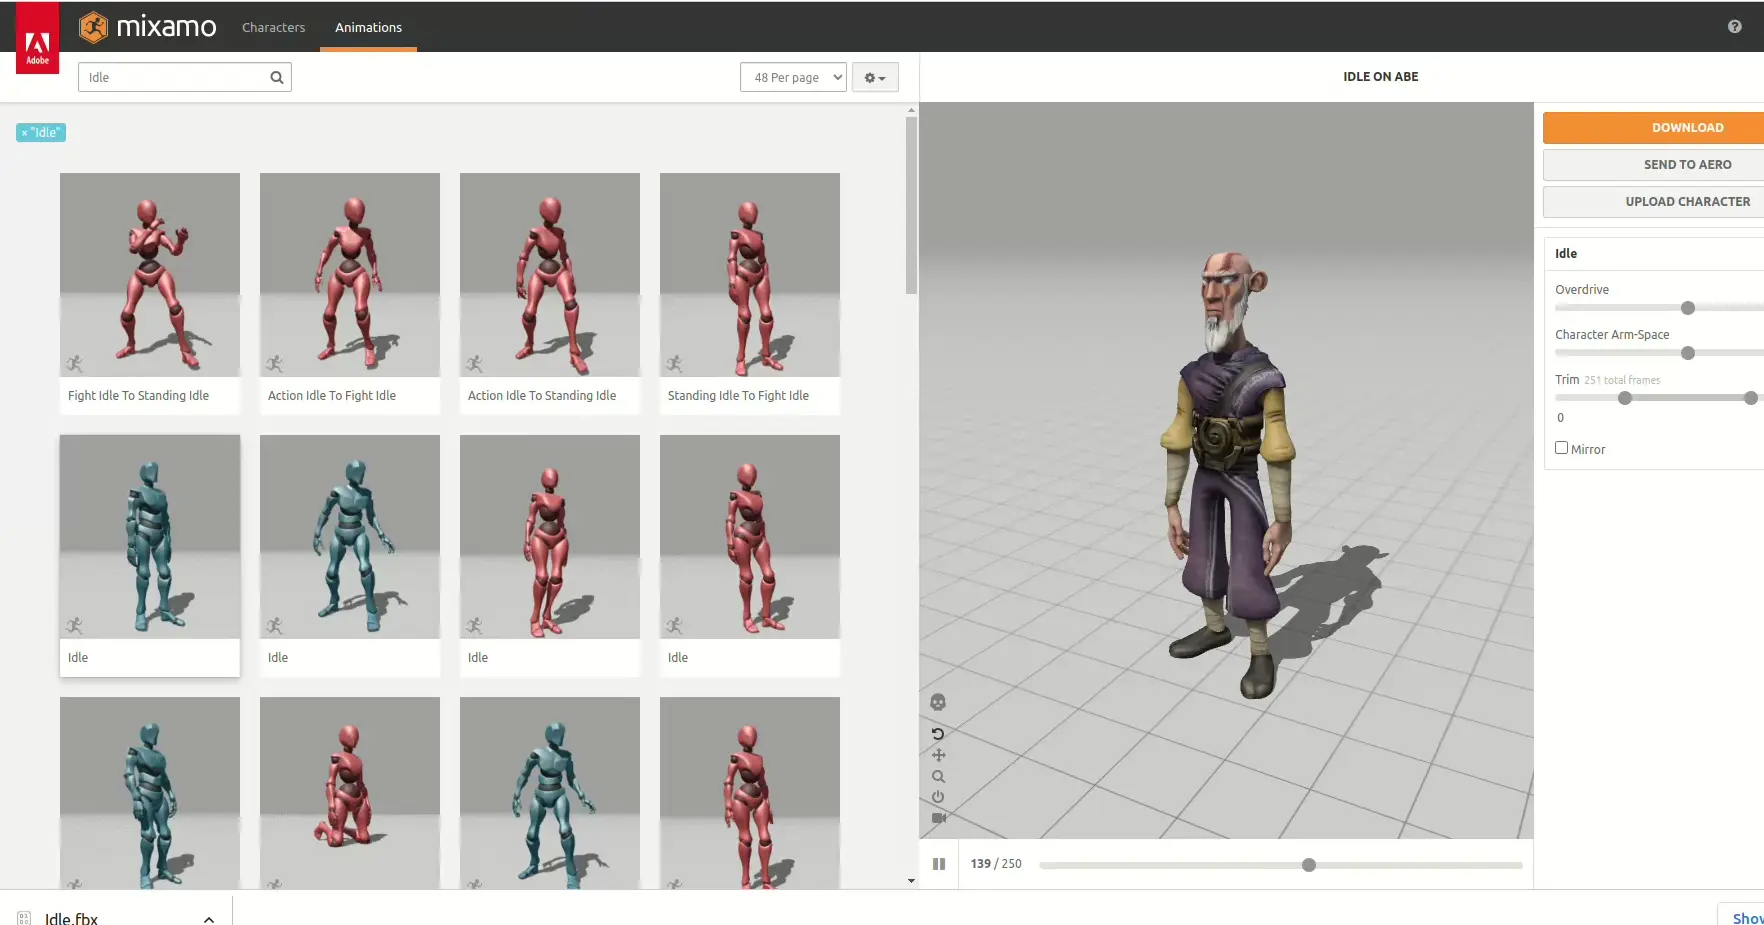 Adobe
mixamo
Characters
Animations
Idle
48 Per page
IDLE ON ABE
× "Idle"
DOWNLOAD
SEND TO AERO
UPLOAD CHARACTER
Idle
Overdrive
Character Arm-Space
Trim 251 total frames
0
Mirror
Fight Idle To Standing Idle
Action Idle To Fight Idle
Action Idle To Standing Idle
Standing Idle To Fight Idle
Idle
Idle
Idle
Idle
139 / 250
Idle.fbx
Show